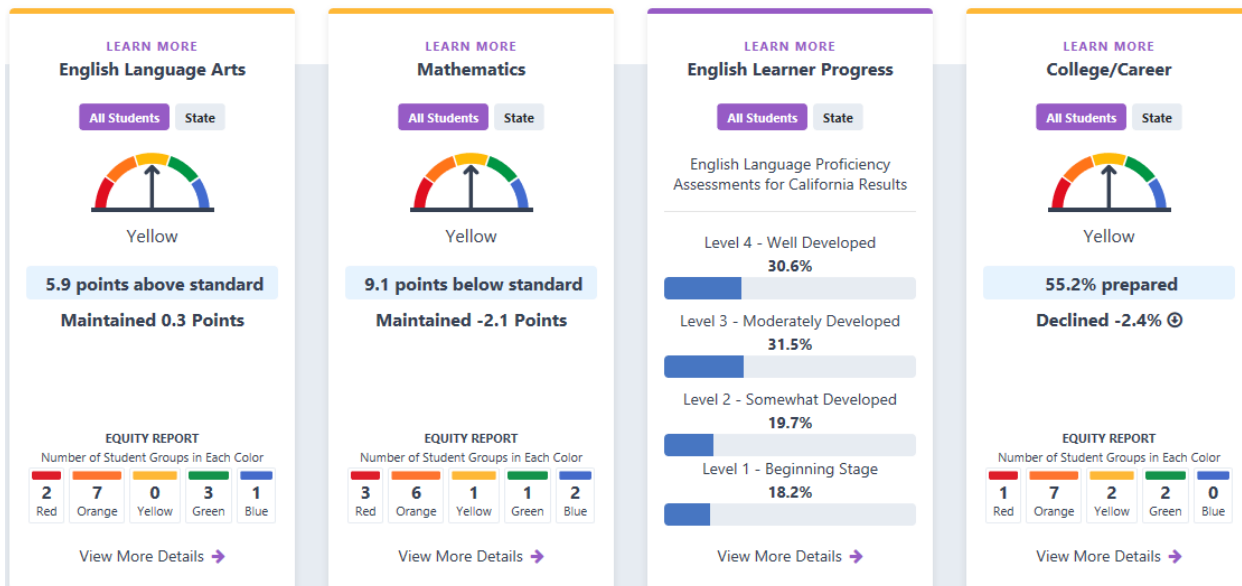 LEARN MORE
English Language Arts
All Students State
Yellow
5.9 points above standard
Maintained 0.3 Points
EQUITY REPORT
Number of Student Groups in Each Color
2 7 0 3 1
Red Orange Yellow Green Blue
View More Details →
LEARN MORE
Mathematics
All Students State
Yellow
9.1 points below standard
Maintained -2.1 Points
EQUITY REPORT
Number of Student Groups in Each Color
3 6 1 1 2
Red Orange Yellow Green Blue
View More Details →
LEARN MORE
English Learner Progress
All Students State
English Language Proficiency
Assessments for California Results
Level 4 - Well Developed
30.6%
Level 3 - Moderately Developed
31.5%
Level 2 - Somewhat Developed
19.7%
Level 1 - Beginning Stage
18.2%
View More Details →
LEARN MORE
College/Career
All Students State
Yellow
55.2% prepared
Declined -2.4%
EQUITY REPORT
Number of Student Groups in Each Color
1 7 2 2 0
Red Orange Yellow Green Blue
View More Details →